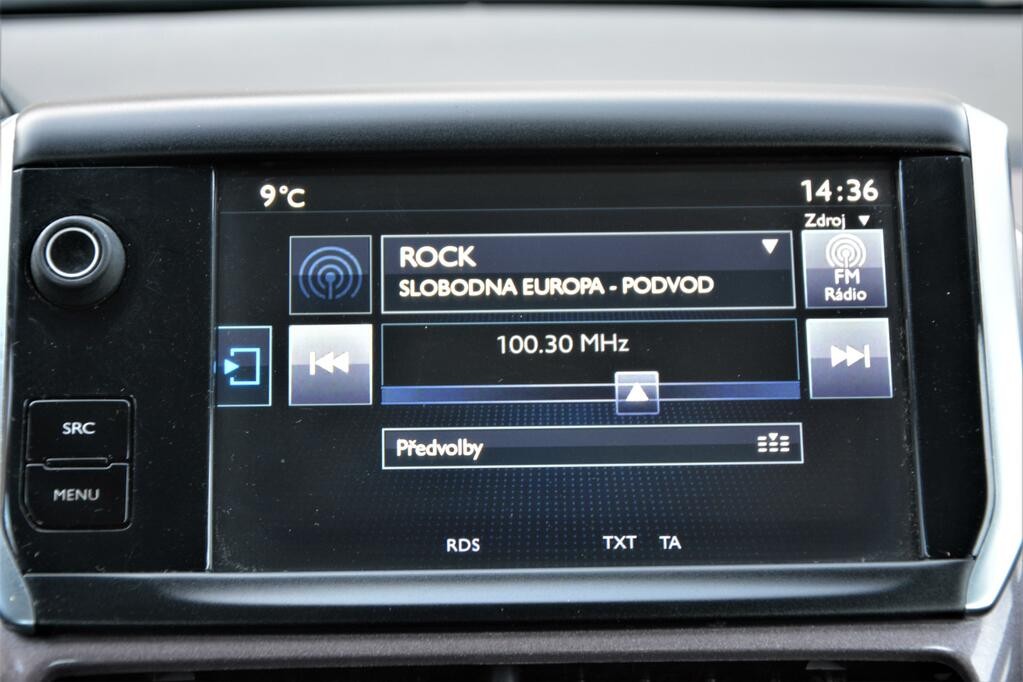 9°C
14:36
Zdroj
ROCK
SLOBODNA EUROPA - PODVOD
FM
Rádio
100.30 MHz
SRC
Předvolby
MENU
RDS
TXT
TA